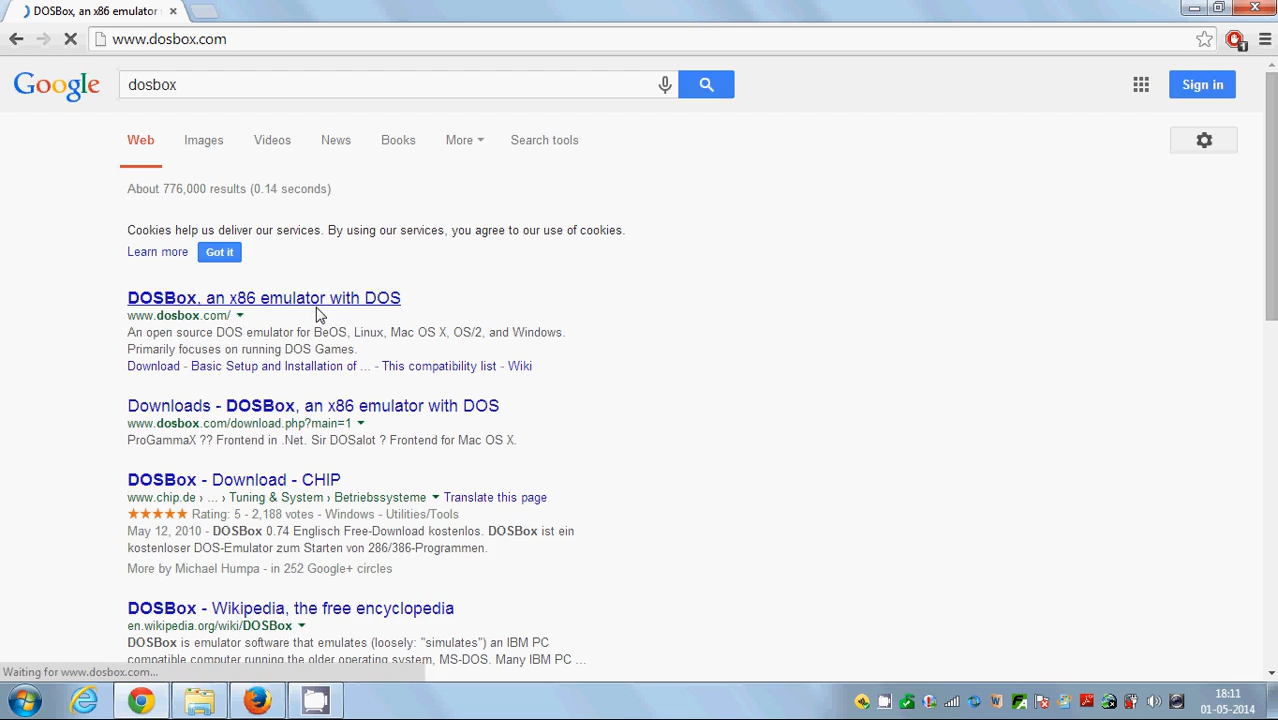 DOSBox, an x86 emulator
www.dosbox.com
Google
dosbox
Sign in
Web Images Videos News Books More Search tools
About 776,000 results (0.14 seconds)
Cookies help us deliver our services. By using our services, you agree to our use of cookies.
Learn more Got it
DOSBox, an x86 emulator with DOS
www.dosbox.com/
An open source DOS emulator for BeOS, Linux, Mac OS X, OS/2, and Windows.
Primarily focuses on running DOS Games.
Download - Basic Setup and Installation of ... - This compatibility list - Wiki
Downloads - DOSBox, an x86 emulator with DOS
www.dosbox.com/download.php?main=1
ProGammaX ?? Frontend in .Net. Sir DOSalot ? Frontend for Mac OS X.
DOSBox - Download - CHIP
www.chip.de › ... › Tuning & System › Betriebssysteme Translate this page
Rating: 5 - 2,188 votes - Windows - Utilities/Tools
May 12, 2010 - DOSBox 0.74 Englisch Free-Download kostenlos. DOSBox ist ein
kostenloser DOS-Emulator zum Starten von 286/386-Programmen.
More by Michael Humpa - in 252 Google+ circles
DOSBox - Wikipedia, the free encyclopedia
en.wikipedia.org/wiki/DOSBox
DOSBox is emulator software that emulates (loosely: "simulates") an IBM PC
compatible computer running the older operating system, MS-DOS. Many IBM PC ...
Waiting for www.dosbox.com...
18:11
01-05-2014